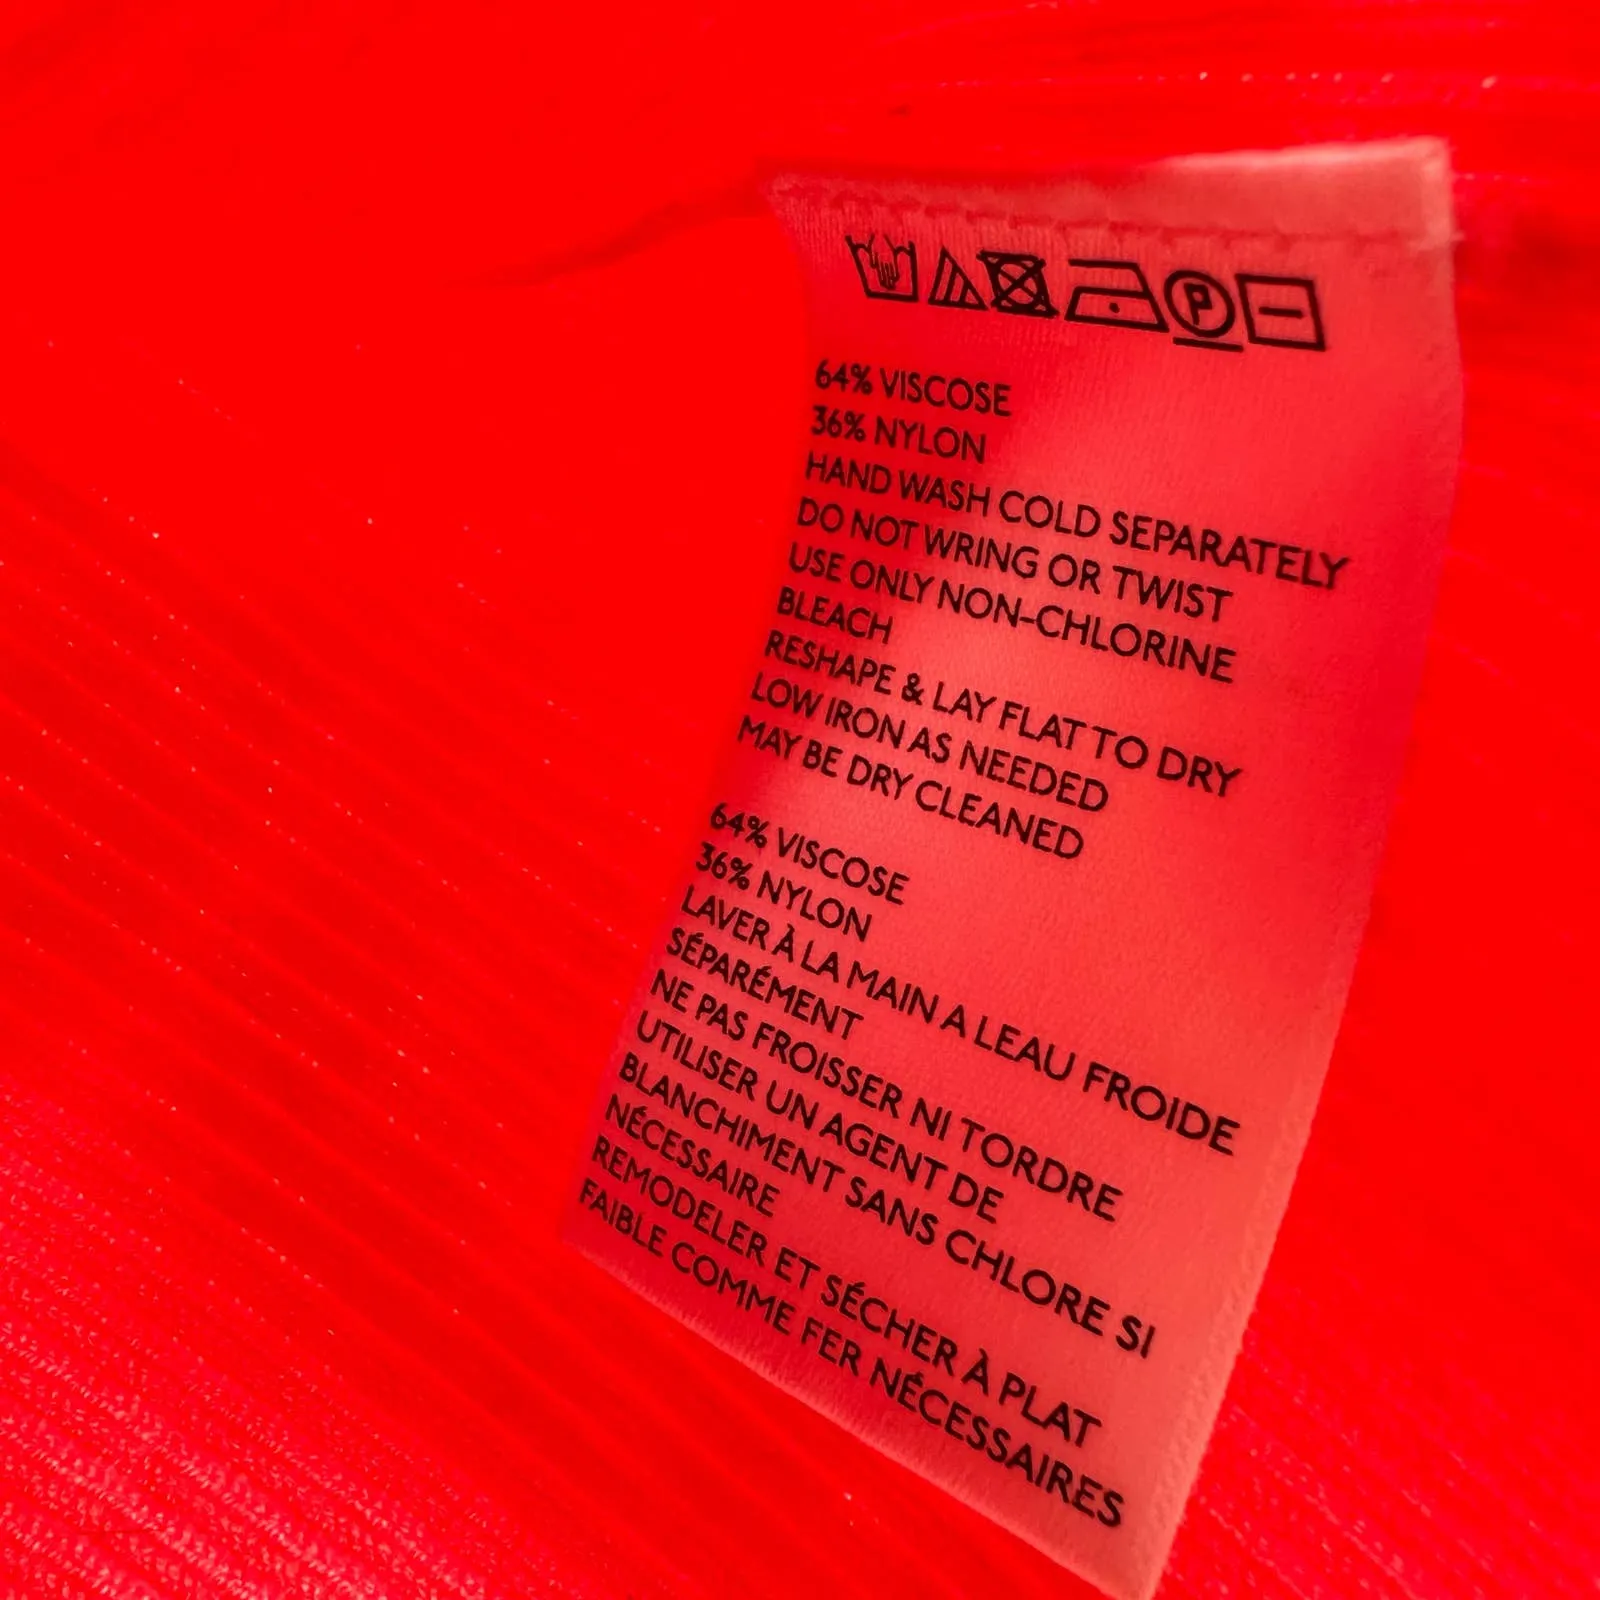 P
64% VISCOSE
36% NYLON
HAND WASH COLD SEPARATELY
DO NOT WRING OR TWIST
USE ONLY NON-CHLORINE
BLEACH
RESHAPE & LAY FLAT TO DRY
LOW IRON AS NEEDED
MAY BE DRY CLEANED
64% VISCOSE
36% NYLON
LAVER À LA MAIN A LEAU FROIDE
SÉPARÉMENT
NE PAS FROISSER NI TORDRE
UTILISER UN AGENT DE
BLANCHIMENT SANS CHLORE SI
NÉCESSAIRE
REMODELER ET SÉCHER À PLAT
FAIBLE COMME FER NÉCESSAIRES